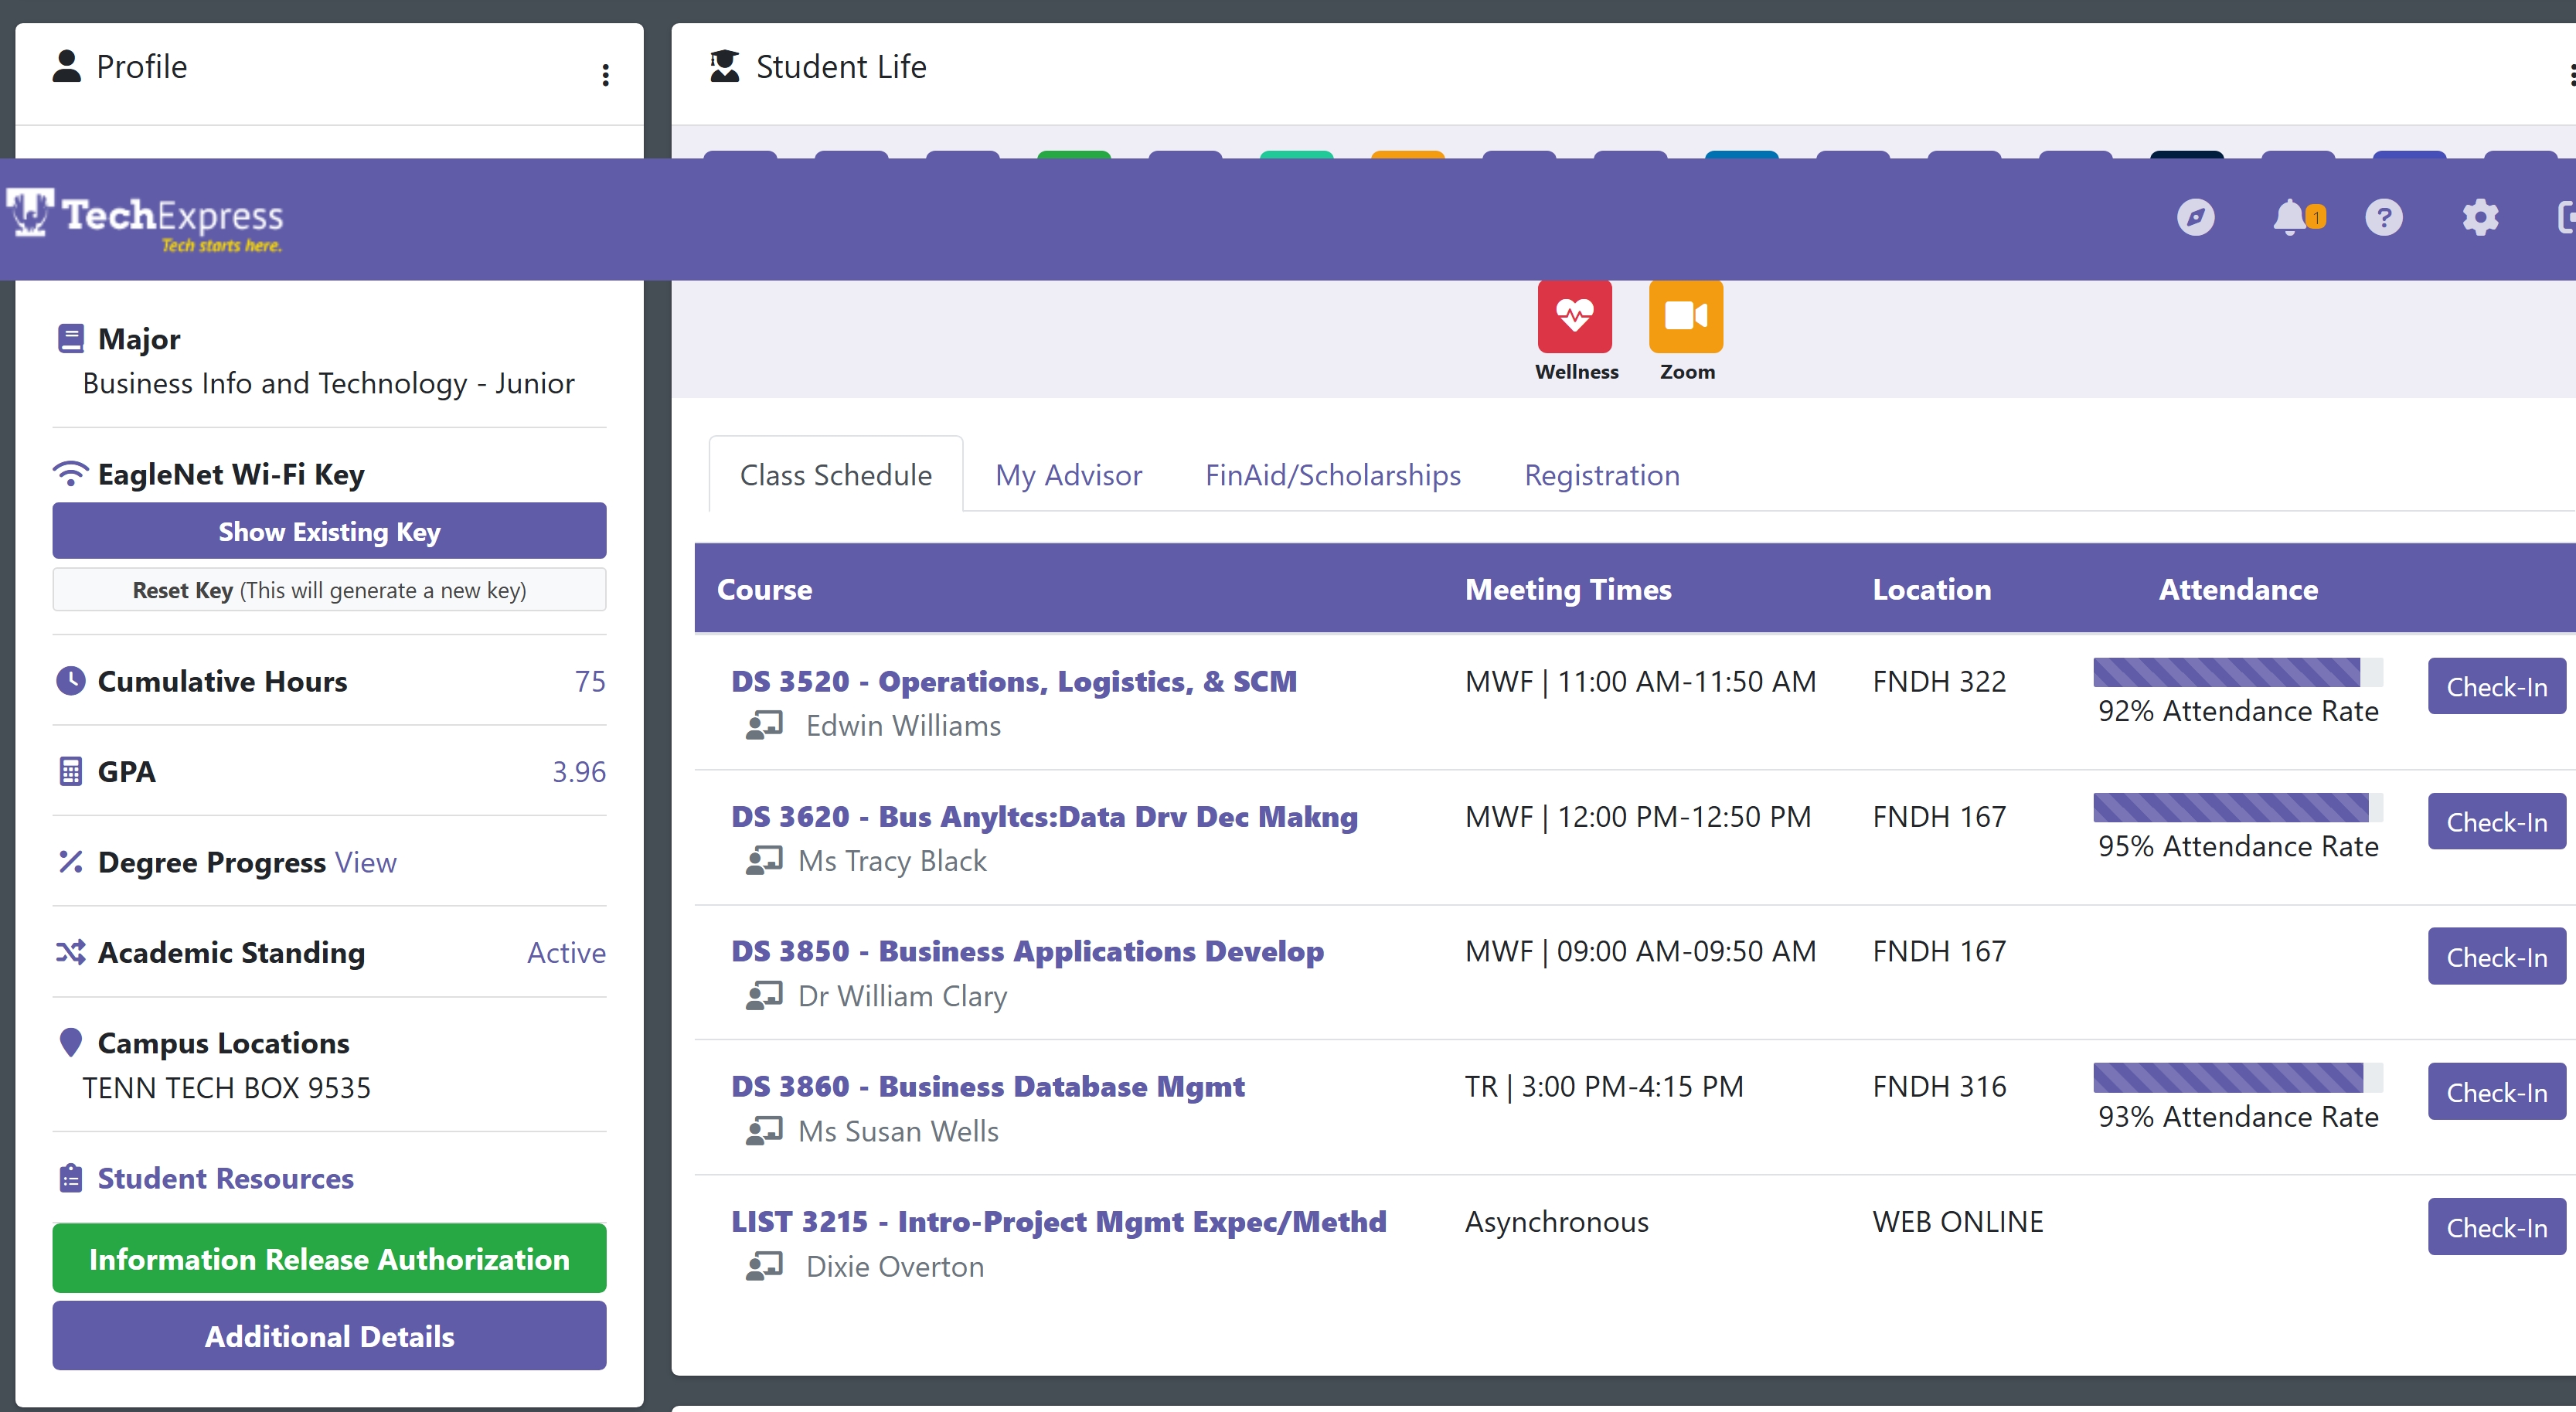 Profile
Student Life
TechExpress
Tech starts here.
1
?
Major
Business Info and Technology - Junior
EagleNet Wi-Fi Key
Show Existing Key
Reset Key (This will generate a new key)
Cumulative Hours 75
GPA 3.96
Degree Progress View
Academic Standing Active
Campus Locations
TENN TECH BOX 9535
Student Resources
Information Release Authorization
Additional Details
Wellness Zoom
Class Schedule My Advisor FinAid/Scholarships Registration
Course Meeting Times Location Attendance
DS 3520 - Operations, Logistics, & SCM MWF | 11:00 AM-11:50 AM FNDH 322 Check-In
Edwin Williams 92% Attendance Rate
DS 3620 - Bus Anyltcs:Data Drv Dec Makng MWF | 12:00 PM-12:50 PM FNDH 167 Check-In
Ms Tracy Black 95% Attendance Rate
DS 3850 - Business Applications Develop MWF | 09:00 AM-09:50 AM FNDH 167 Check-In
Dr William Clary
DS 3860 - Business Database Mgmt TR | 3:00 PM-4:15 PM FNDH 316 Check-In
Ms Susan Wells 93% Attendance Rate
LIST 3215 - Intro-Project Mgmt Expec/Methd Asynchronous WEB ONLINE Check-In
Dixie Overton